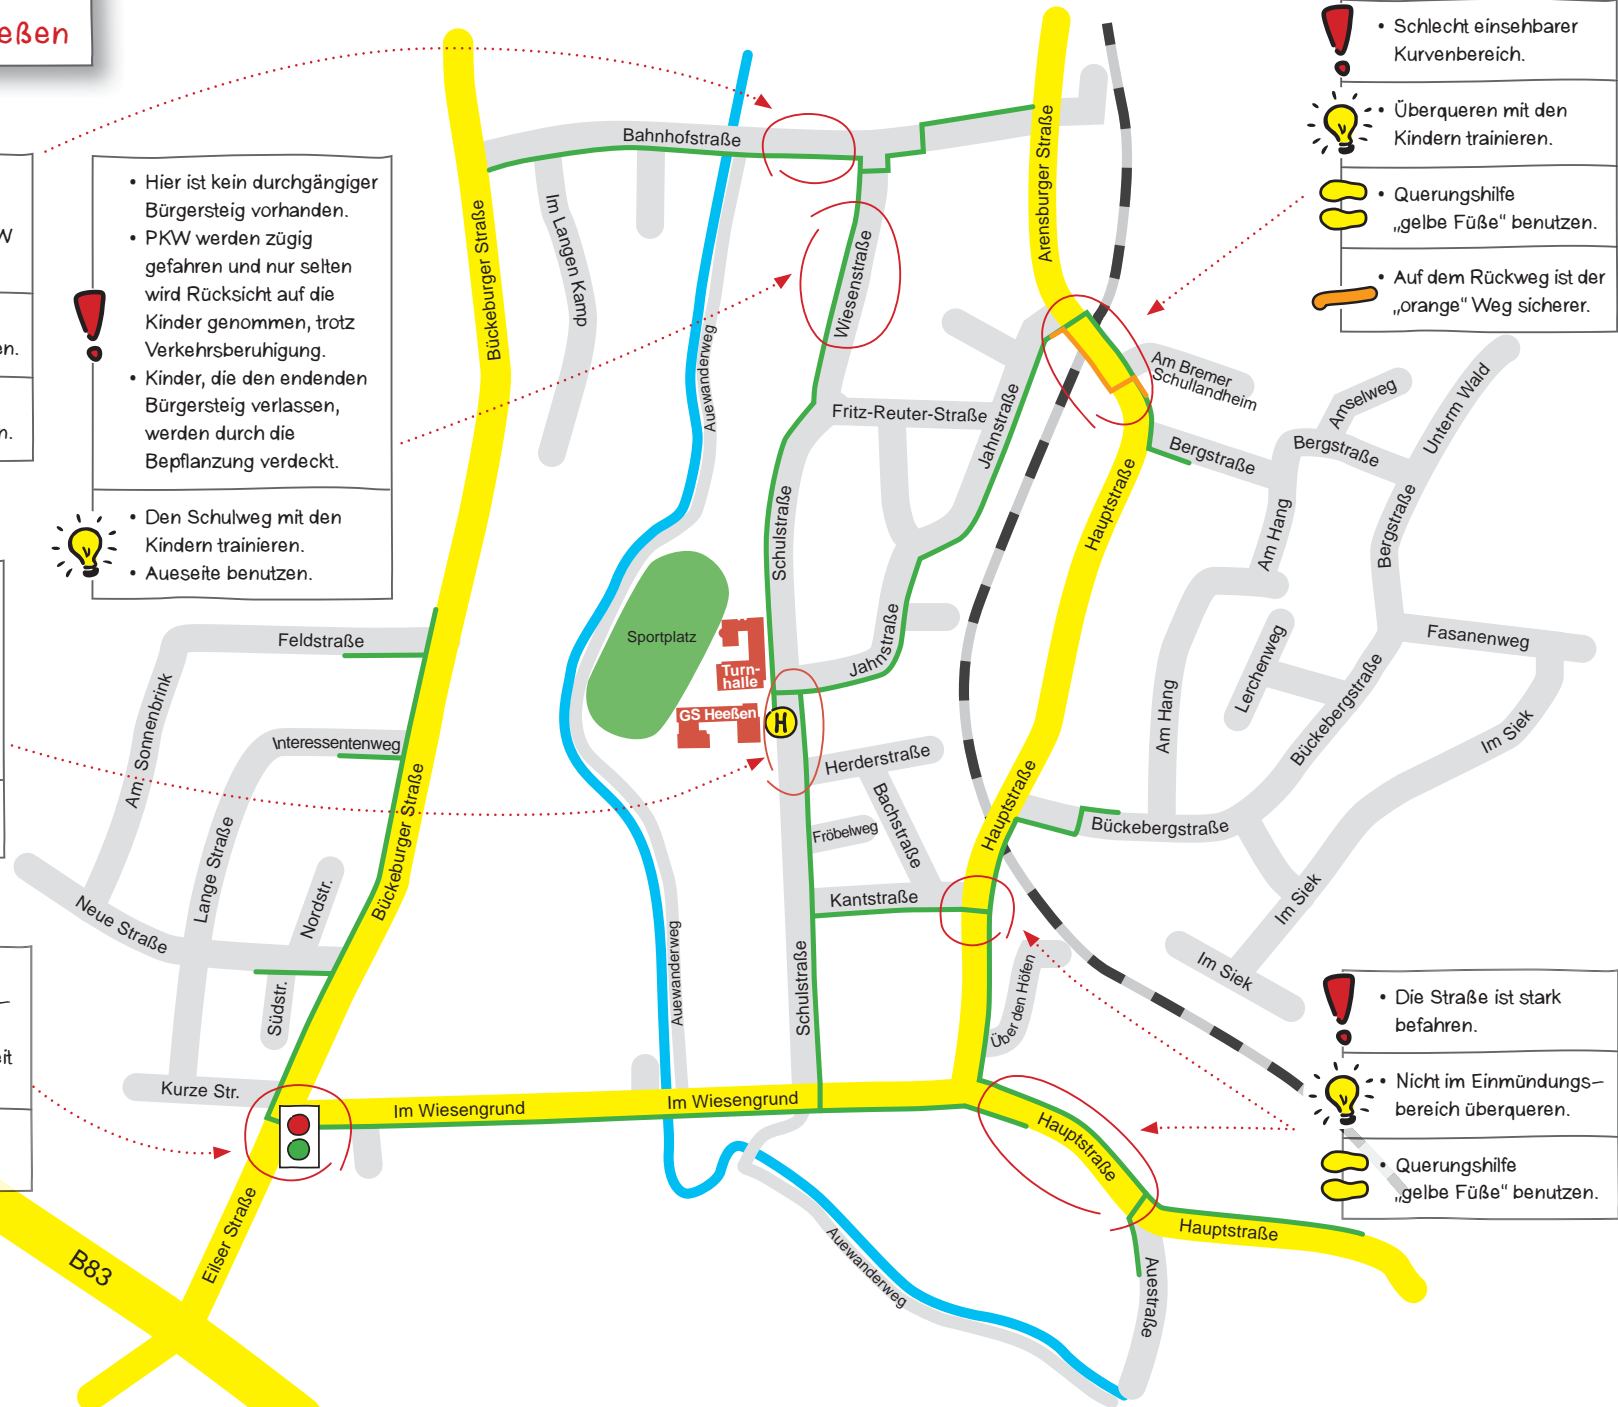 eßen
W
en.
n.
eit
• Hier ist kein durchgängiger
Bürgersteig vorhanden.
• PKW werden zügig
gefahren und nur selten
wird Rücksicht auf die
Kinder genommen, trotz
Verkehrsberuhigung.
• Kinder, die den endenden
Bürgersteig verlassen,
werden durch die
Bepflanzung verdeckt.
• Den Schulweg mit den
Kindern trainieren.
• Aueseite benutzen.
• Schlecht einsehbarer
Kurvenbereich.
• Überqueren mit den
Kindern trainieren.
• Querungshilfe
„gelbe Füße“ benutzen.
• Auf dem Rückweg ist der
„orange“ Weg sicherer.
Bahnhofstraße
Arensburger Straße
Im Langen Kamp
Bückeburger Straße
Wiesenstraße
Auewanderweg
Am Bremer
Schullandheim
Amselweg
Unterm Wald
Fritz-Reuter-Straße
Jahnstraße
Bergstraße
Bergstraße
Hauptstraße
Schulstraße
Am Hang
Bergstraße
Sportplatz
Turn-
halle
GS Heeßen
H
Jahnstraße
Feldstraße
Am Sonnenbrink
Interessentenweg
Fasanenweg
Lerchenweg
Am Hang
Bückebergstraße
Im Siek
Herderstraße
Bachstraße
Fröbelweg
Hauptstraße
Bückebergstraße
Bückeburger Straße
Lange Straße
Nordstr.
Neue Straße
Südstr.
Kurze Str.
Kantstraße
Im Siek
Im Siek
Auewanderweg
Schulstraße
Über den Höfen
Im Wiesengrund
Im Wiesengrund
Hauptstraße
Hauptstraße
Eilser Straße
B83
Auewanderweg
Auestraße
• Die Straße ist stark
befahren.
• Nicht im Einmündungs-
bereich überqueren.
• Querungshilfe
„gelbe Füße“ benutzen.